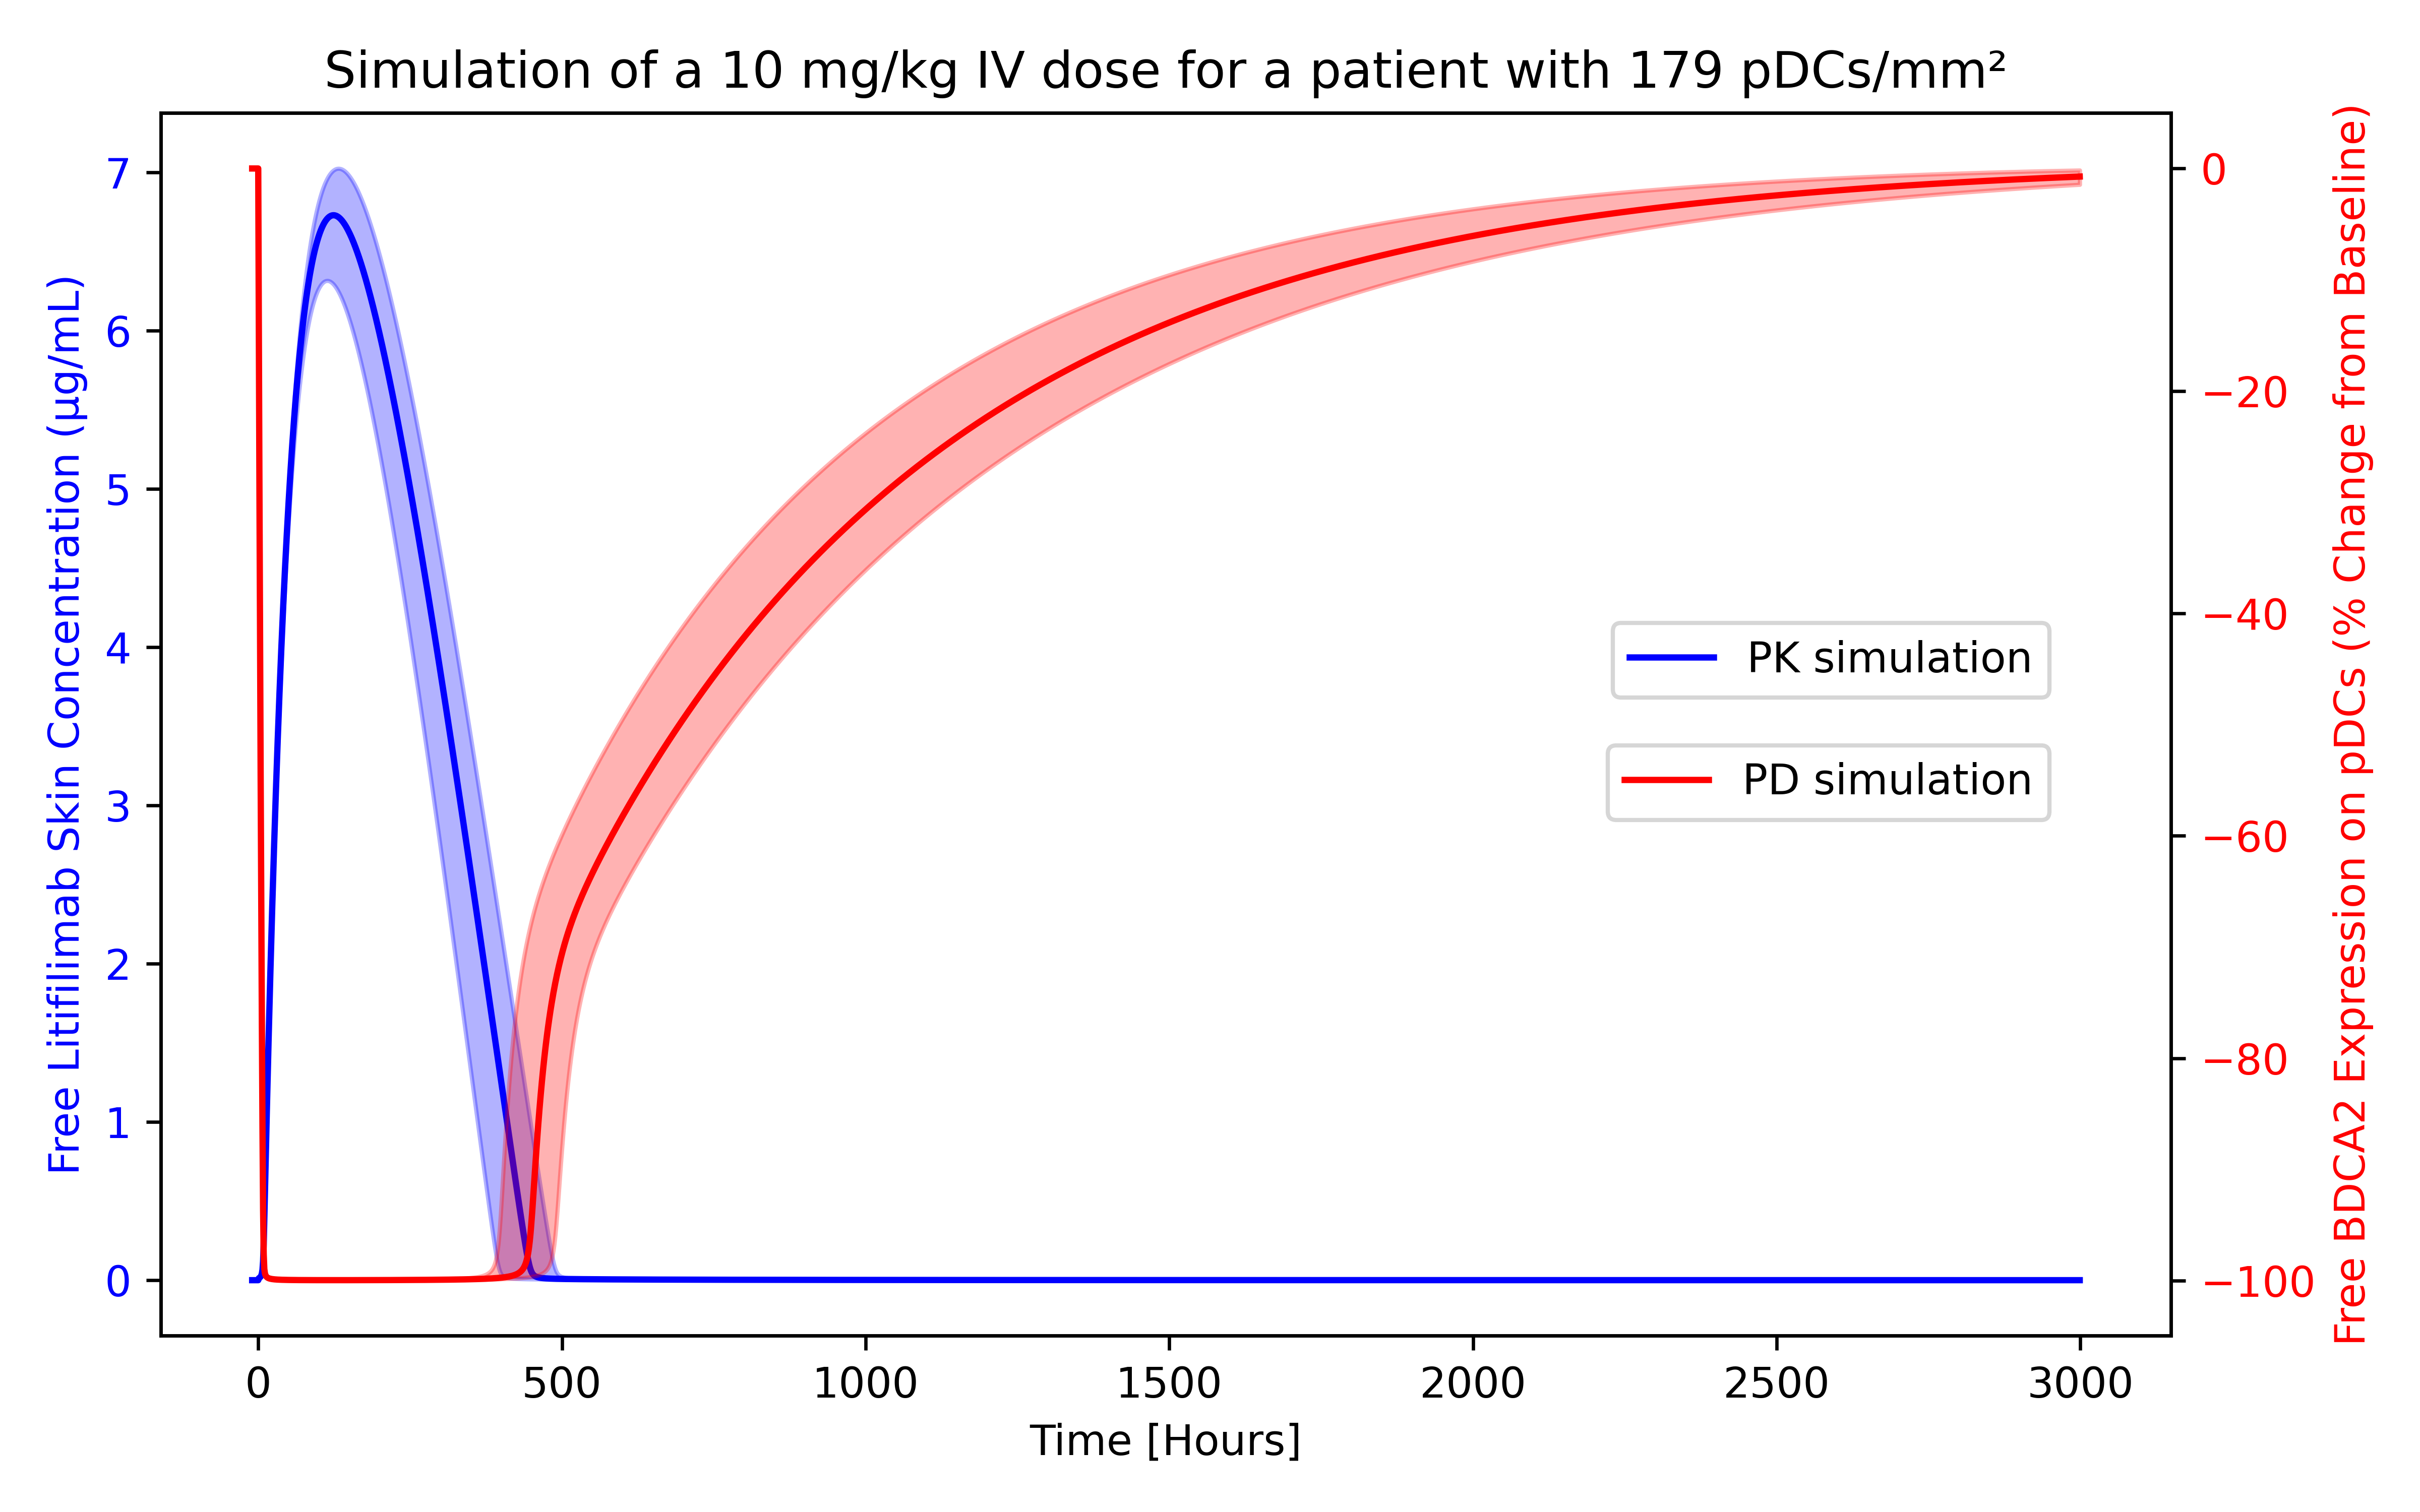 Simulation of a 10 mg/kg IV dose for a patient with 179 pDCs/mm²
Free Litifilimab Skin Concentration (µg/mL)
7
6
5
4
3
2
1
0
0
−20
−40
−60
−80
−100
Free BDCA2 Expression on pDCs (% Change from Baseline)
PK simulation
PD simulation
0 500 1000 1500 2000 2500 3000
Time [Hours]